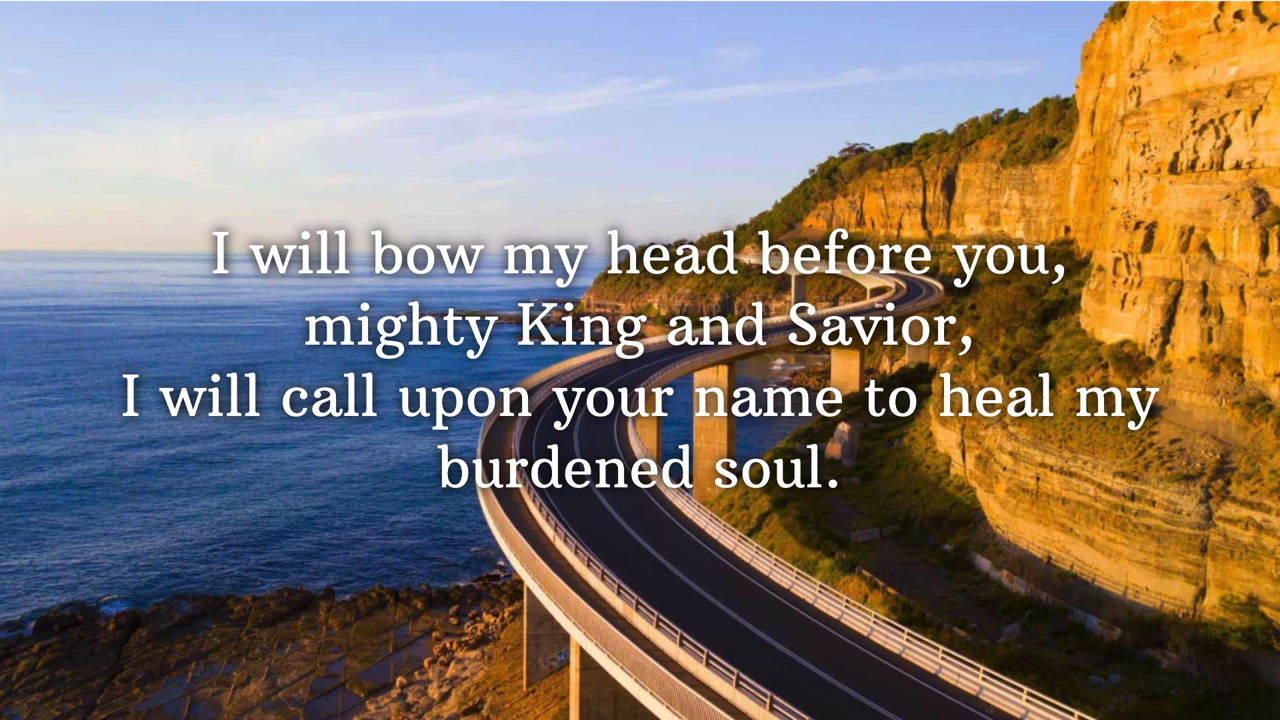 I will bow my head before you,
mighty King and Savior,
I will call upon your name to heal my
burdened soul.